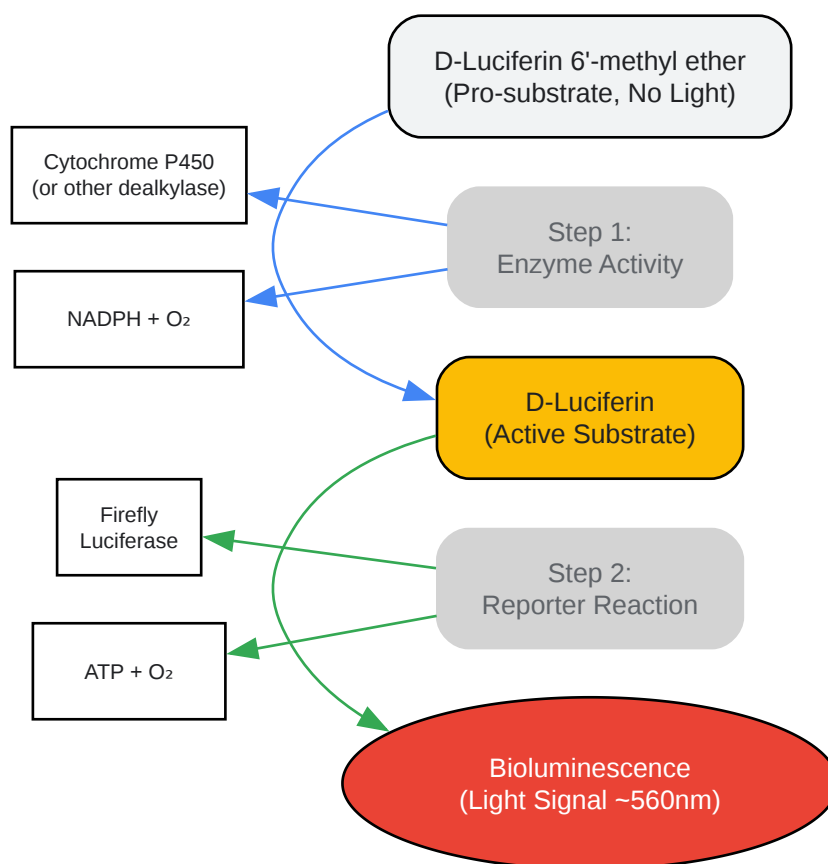 D-Luciferin 6'-methyl ether
(Pro-substrate, No Light)
Cytochrome P450
(or other dealkylase)
Step 1:
Enzyme Activity
NADPH + O₂
D-Luciferin
(Active Substrate)
Firefly
Luciferase
Step 2:
Reporter Reaction
ATP + O₂
Bioluminescence
(Light Signal ~560nm)